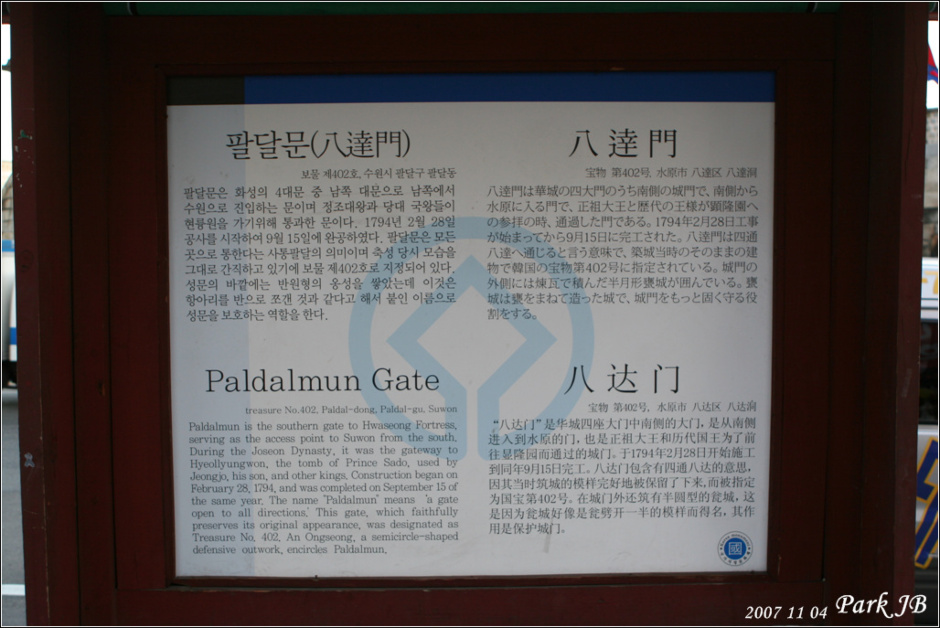 팔달문(八達門)
보물 제402호, 수원시 팔달구 팔달동
팔달문은 화성의 4대문 중 남쪽 대문으로 남쪽에서
수원으로 진입하는 문이며 정조대왕과 당대 국왕들이
현륭원을 가기위해 통과한 문이다. 1794년 2월 28일
공사를 시작하여 9월 15일에 완공하였다. 팔달문은 모든
곳으로 통한다는 사통팔달의 의미이며 축성 당시 모습을
그대로 간직하고 있기에 보물 제402호로 지정되어 있다.
성문의 바깥에는 반원형의 옹성을 쌓았는데 이것은
항아리를 반으로 쪼갠 것과 같다고 해서 붙인 이름으로
성문을 보호하는 역할을 한다.
八達門
宝物 第402号, 水原市 八達区 八達洞
八達門は華城の四大門のうち南側の城門で、南側から
水原に入る門で、正祖大王と歴代の王様が顕隆園へ
の参拝の時、通過した門である。1794年2月28日工事
が始まってから9月15日に完工された。八達門は四通
八達へ通じると言う意味で、築城当時のそのままの建
物で韓国の宝物第402号に指定されている。城門の
外側には煉瓦で積んだ半月形甕城が囲んでいる。甕
城は甕をまねて造った城で、城門をもっと固く守る役
割をする。
Paldalmun Gate
treasure No.402, Paldal-dong, Paldal-gu, Suwon
Paldalmun is the southern gate to Hwaseong Fortress,
serving as the access point to Suwon from the south.
During the Joseon Dynasty, it was the gateway to
Hyeollyungwon, the tomb of Prince Sado, used by
Jeongjo, his son, and other kings. Construction began on
February 28, 1794, and was completed on September 15 of
the same year. The name 'Paldalmun' means 'a gate
open to all directions.' This gate, which faithfully
preserves its original appearance, was designated as
Treasure No. 402. An Ongseong, a semicircle-shaped
defensive outwork, encircles Paldalmun.
八达门
宝物 第402号, 水原市 八达区 八达洞
“八达门”是华城四座大门中南侧的大门，是从南侧
进入到水原的门，也是正祖大王和历代国王为了前
往显隆园而通过的城门。于1794年2月28日开始施工
到同年9月15日完工。八达门包含有四通八达的意思，
因其当时筑城的模样完好地被保留了下来，而被指定
为国宝第402号。在城门外还筑有半圆型的瓮城，这
是因为瓮城好像是瓮劈开一半的模样而得名，其作
用是保护城门。
國
2007 11 04 Park JB